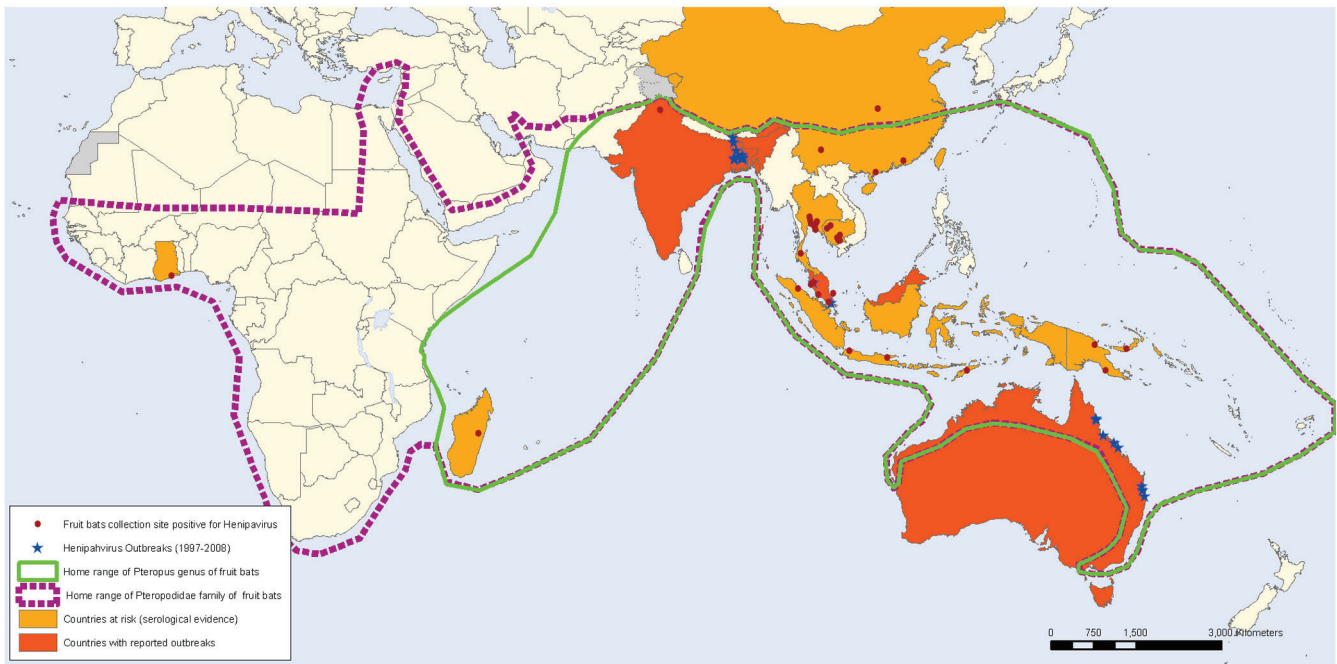 Fruit bats collection site positive for Henipavirus
Henipahvirus Outbreaks (1997-2008)
Home range of Pteropus genus of fruit bats
Home range of Pteropodidae family of fruit bats
Countries at risk (serological evidence)
Countries with reported outbreaks
0 750 1,500 3,000 Kilometers